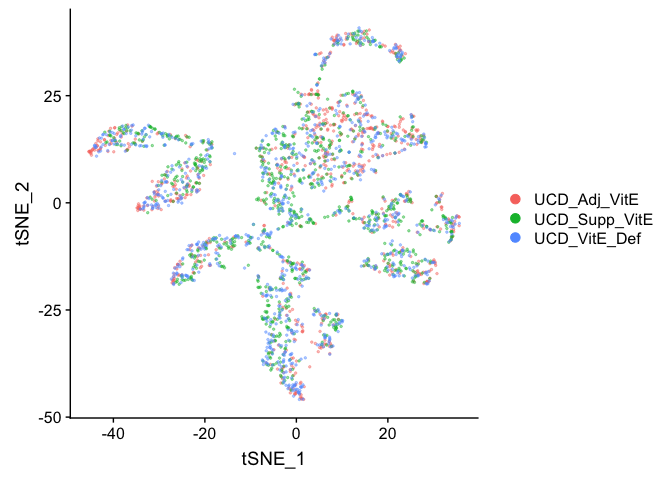 25
0
-25
-50
-40
-20
0
20
tSNE_1
tSNE_2
UCD_Adj_VitE
UCD_Supp_VitE
UCD_VitE_Def